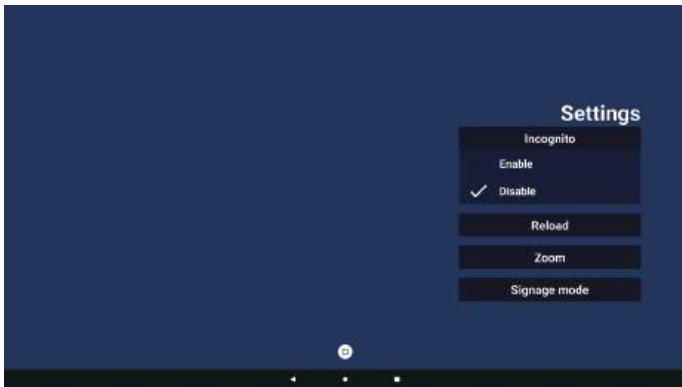 Settings
Incognito
Enable
Disable
Reload
Zoom
Signage mode